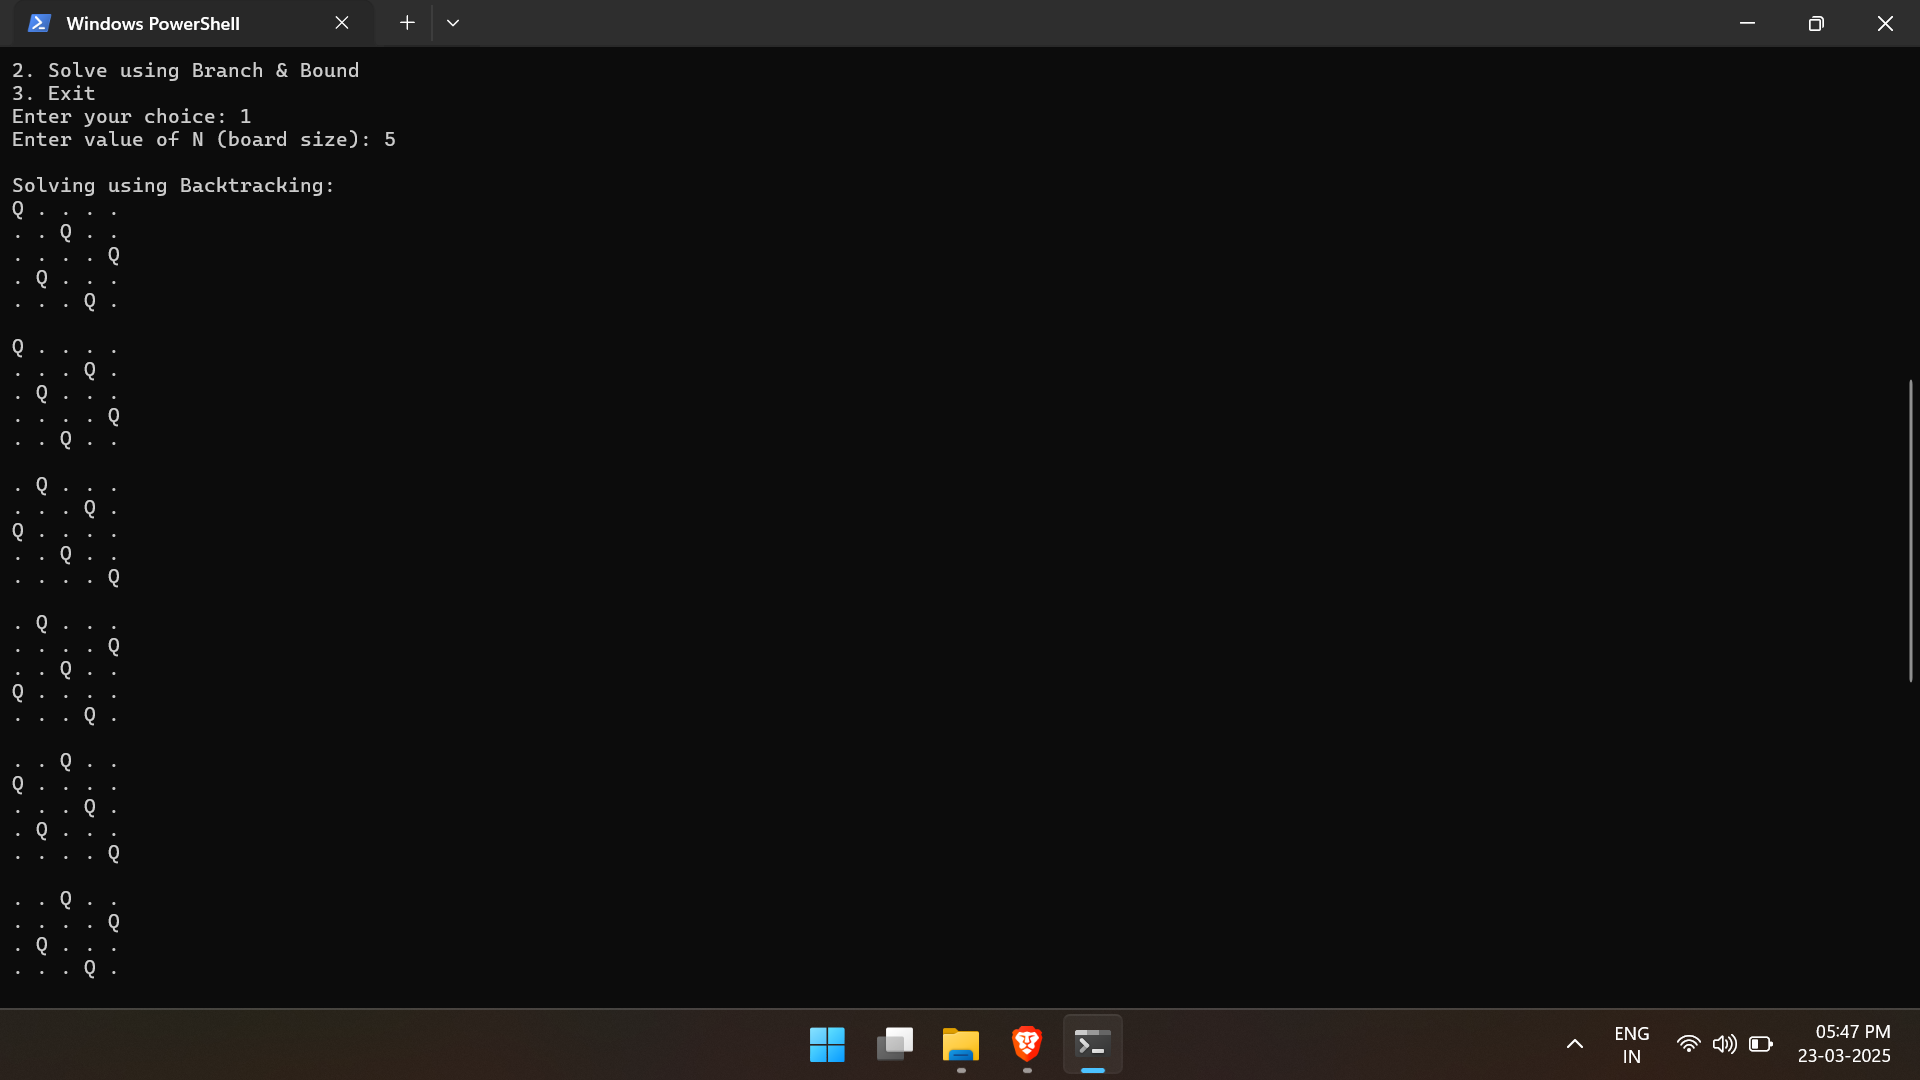 Windows PowerShell
2. Solve using Branch & Bound
3. Exit
Enter your choice: 1
Enter value of N (board size): 5

Solving using Backtracking:
Q . . . .
. . Q . .
. . . . Q
. Q . . .
. . . Q .

Q . . . .
. . . Q .
. Q . . .
. . . . Q
. . Q . .

. Q . . .
. . . Q .
Q . . . .
. . Q . .
. . . . Q

. Q . . .
. . . . Q
. . Q . .
Q . . . .
. . . Q .

. . Q . .
Q . . . .
. . . Q .
. Q . . .
. . . . Q

. . Q . .
. . . . Q
. Q . . .
. . . Q .
ENG
IN
05:47 PM
23-03-2025